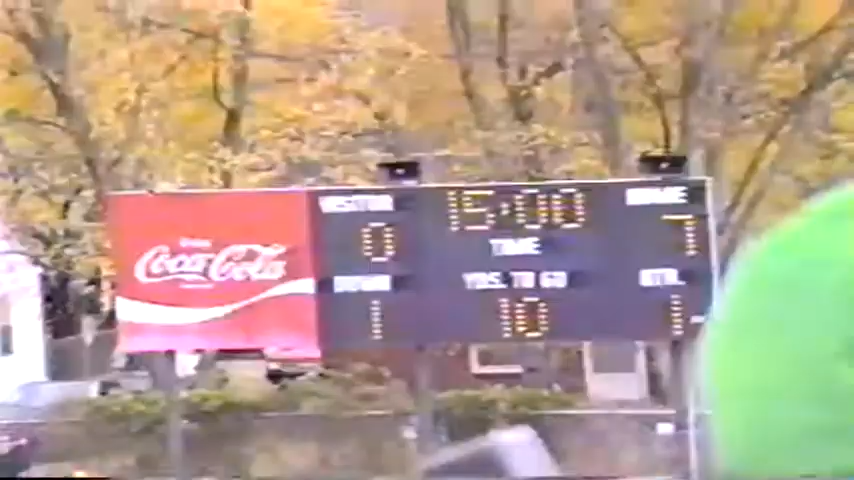 Coca-Cola
VISITOR 15:00 HOME
0 TIME 7
DOWN YDS. TO GO QTR.
1 10 1